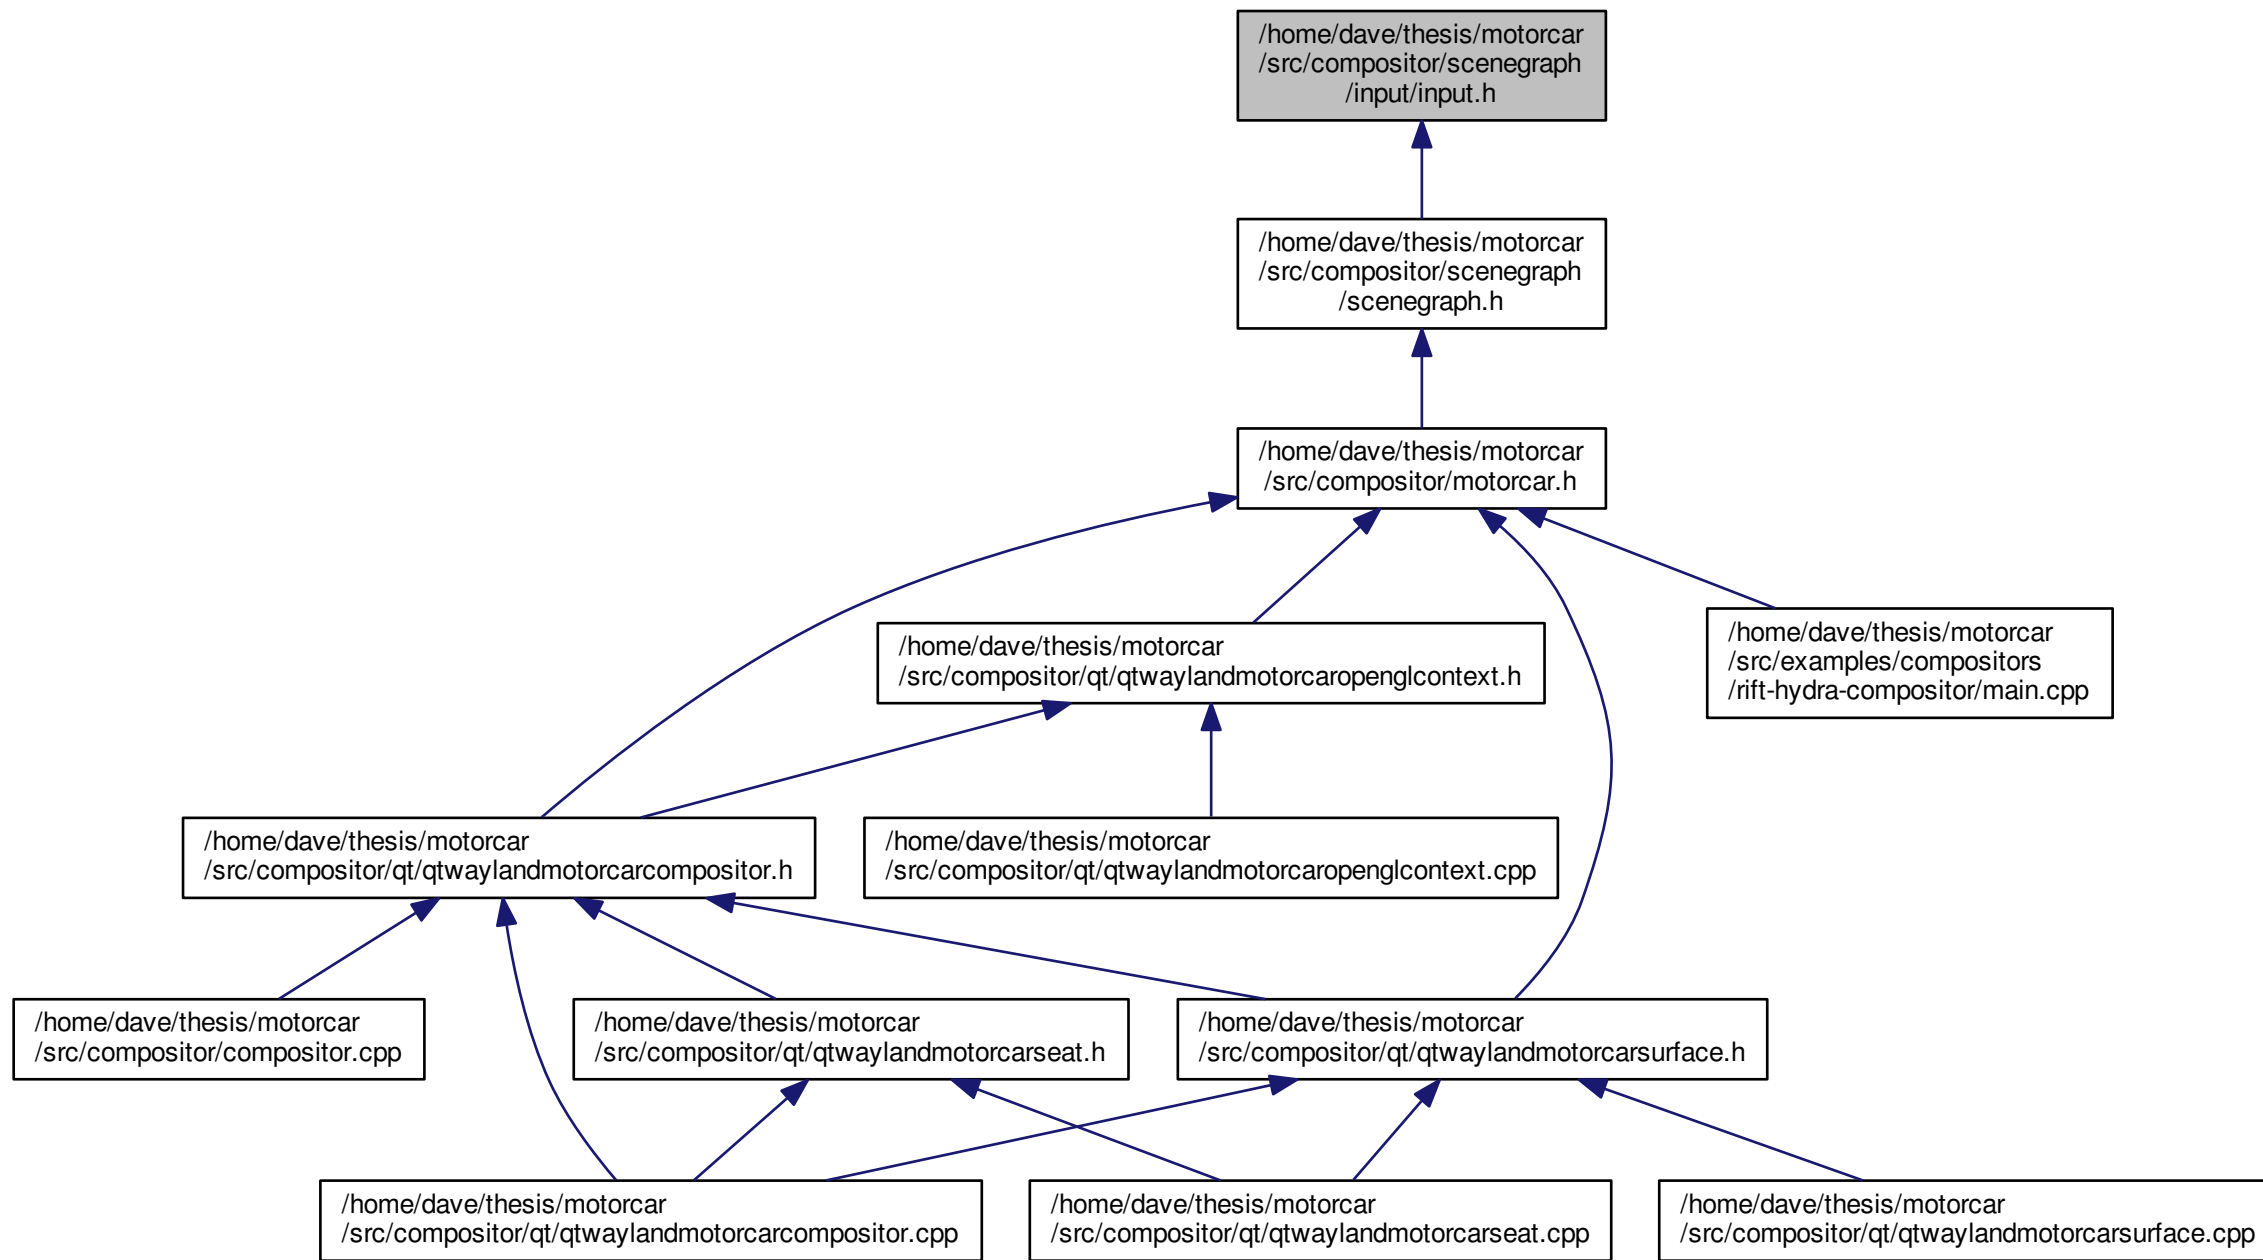 /home/dave/thesis/motorcar
/src/compositor/scenegraph
/input/input.h
/home/dave/thesis/motorcar
/src/compositor/scenegraph
/scenegraph.h
/home/dave/thesis/motorcar
/src/compositor/motorcar.h
/home/dave/thesis/motorcar
/src/compositor/qt/qtwaylandmotorcaropenglcontext.h
/home/dave/thesis/motorcar
/src/examples/compositors
/rift-hydra-compositor/main.cpp
/home/dave/thesis/motorcar
/src/compositor/qt/qtwaylandmotorcarcompositor.h
/home/dave/thesis/motorcar
/src/compositor/qt/qtwaylandmotorcaropenglcontext.cpp
/home/dave/thesis/motorcar
/src/compositor/compositor.cpp
/home/dave/thesis/motorcar
/src/compositor/qt/qtwaylandmotorcarseat.h
/home/dave/thesis/motorcar
/src/compositor/qt/qtwaylandmotorcarsurface.h
/home/dave/thesis/motorcar
/src/compositor/qt/qtwaylandmotorcarcompositor.cpp
/home/dave/thesis/motorcar
/src/compositor/qt/qtwaylandmotorcarseat.cpp
/home/dave/thesis/motorcar
/src/compositor/qt/qtwaylandmotorcarsurface.cpp